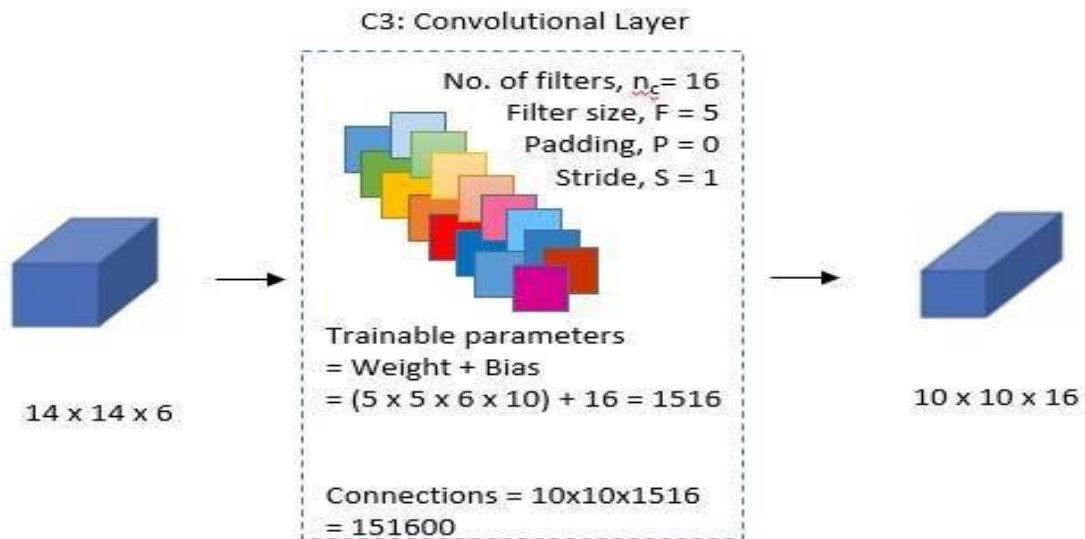 C3: Convolutional Layer
No. of filters, nc= 16
Filter size, F = 5
Padding, P = 0
Stride, S = 1
Trainable parameters
= Weight + Bias
= (5 x 5 x 6 x 10) + 16 = 1516
Connections = 10x10x1516
= 151600
14 x 14 x 6
10 x 10 x 16